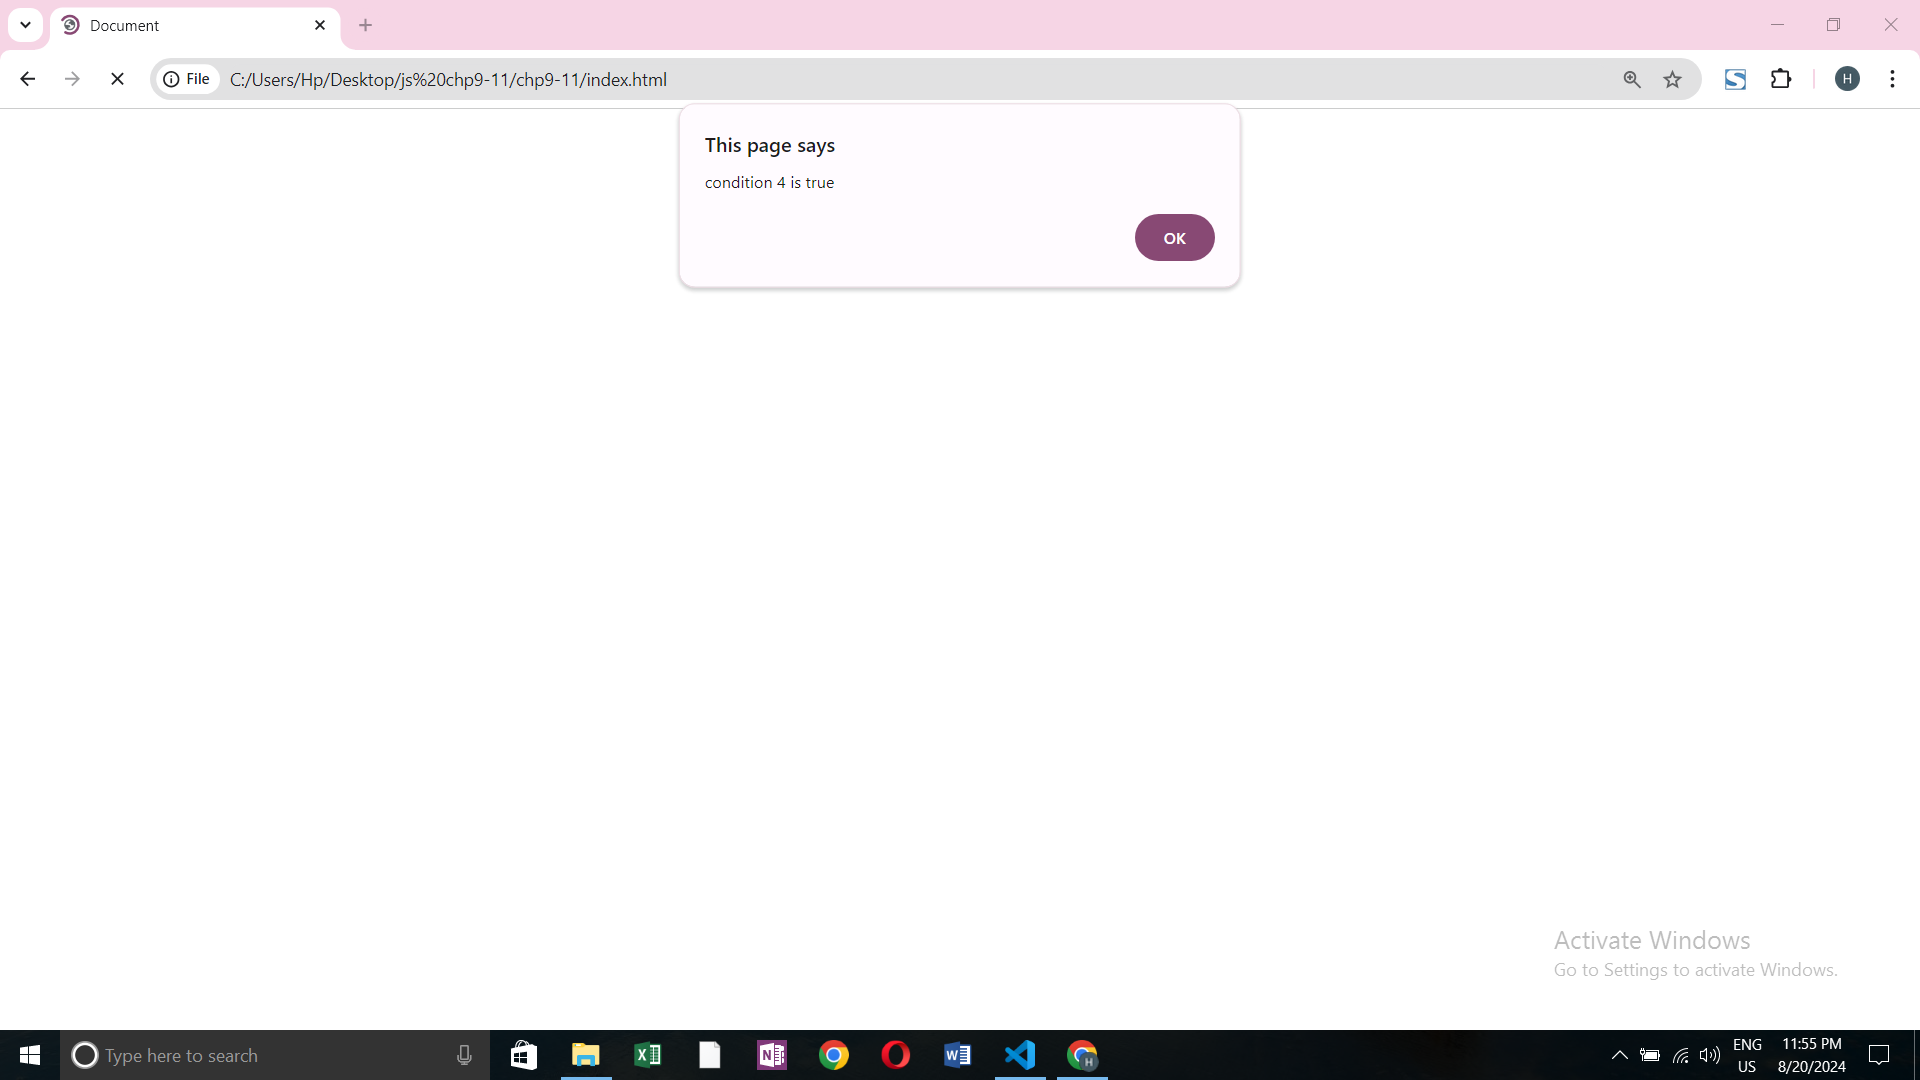 Document
File
C:/Users/Hp/Desktop/js%20chp9-11/chp9-11/index.html
H
This page says
condition 4 is true
OK
Activate Windows
Go to Settings to activate Windows.
Type here to search
ENG
US
11:55 PM
8/20/2024